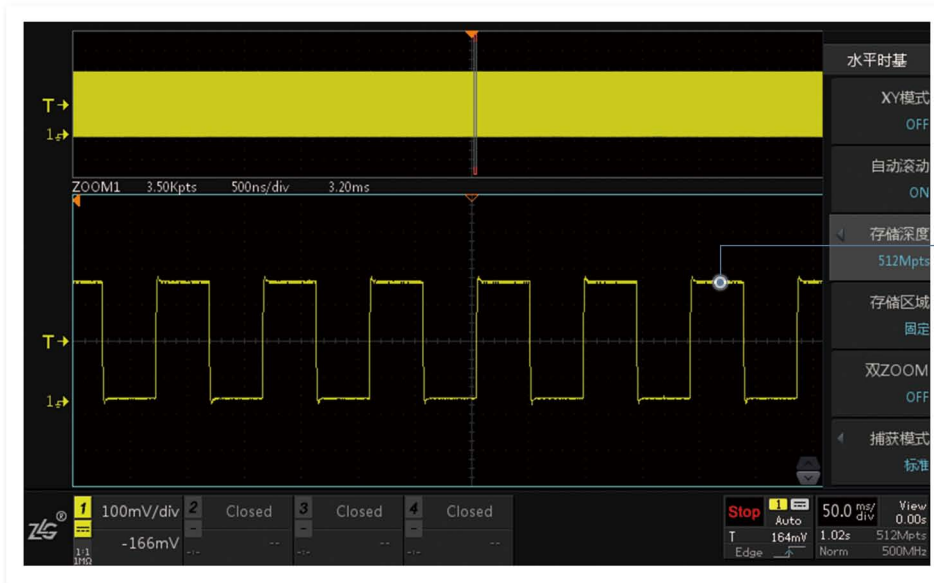 水平时基
XY模式
OFF
自动滚动
ON
存储深度
512Mpts
存储区域
固定
双ZOOM
OFF
捕获模式
标准
T
1
ZOOM1 3.50Kpts 500ns/div 3.20ms
T
1
ZLG®
1 100mV/div
-166mV
1:1
1MΩ
2 Closed
-:- --
3 Closed
-:- --
4 Closed
-:- --
Stop 1 Auto
T 164mV
Edge
50.0 ms/div View 0.00s
1.02s 512Mpts
Norm 500MHz